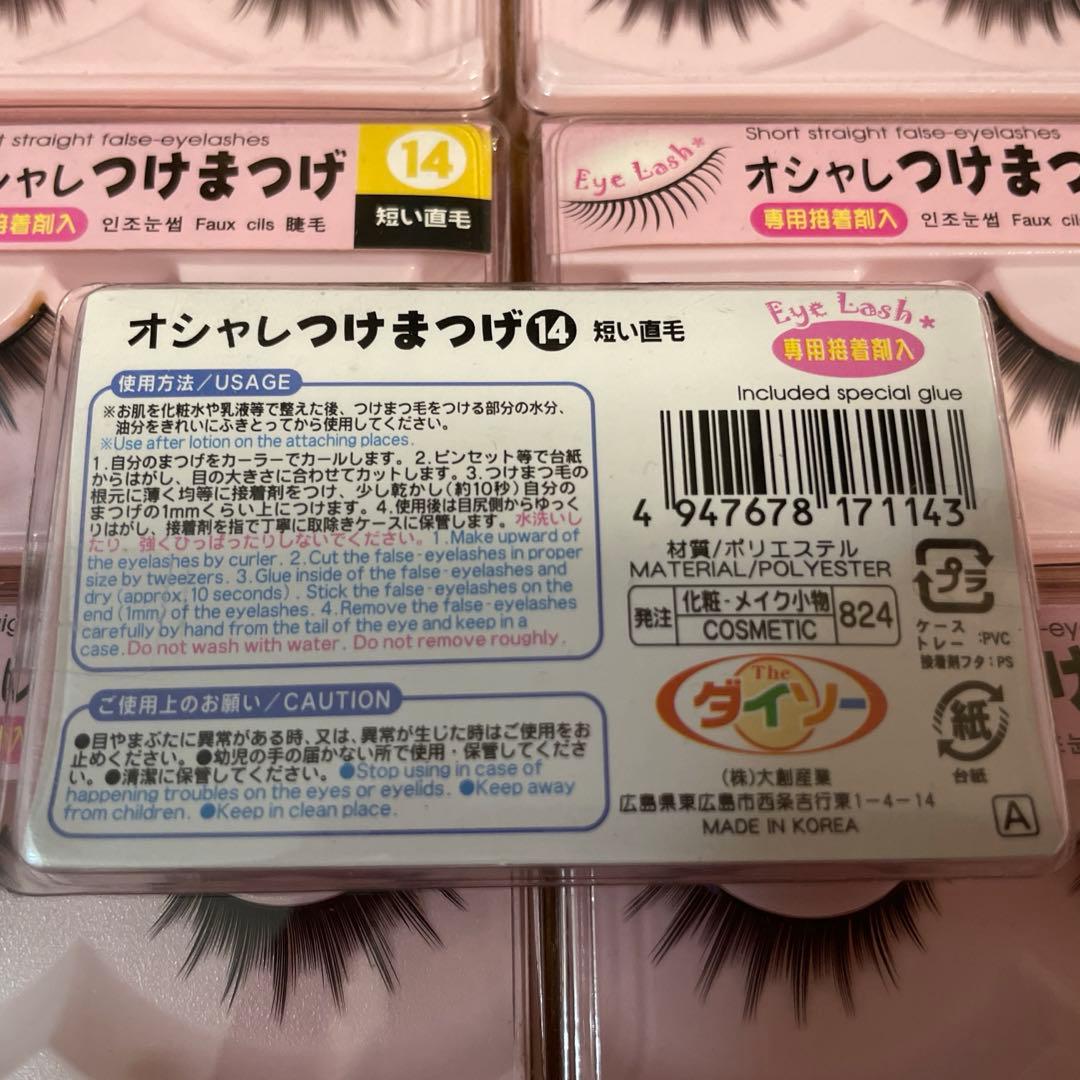 straight false-eyelashes
シャレつけまつげ
14
短い直毛
接着剤入
인조눈썹 Faux cils 睫毛
Short straight false-eyelashes
Eye Lash*
オシャレつけまつ
専用接着剤入
인조눈썹 Faux cil
オシャレつけまつげ14 短い直毛
Eye Lash*
専用接着剤入
Included special glue
使用方法/USAGE
※お肌を化粧水や乳液等で整えた後、つけまつ毛をつける部分の水分、
油分をきれいにふきとってから使用してください。
※Use after lotion on the attaching places.
1.自分のまつげをカーラーでカールします。2.ピンセット等で台紙
からはがし、目の大きさに合わせてカットします。3.つけまつ毛の
根元に薄く均等に接着剤をつけ、少し乾かし(約10秒)自分の
まつげの1mmくらい上につけます。4.使用後は目尻側からゆっく
りはがし、接着剤を指で丁寧に取除きケースに保管します。水洗いし
たり、強くひっぱったりしないでください。1.Make upward of
the eyelashes by curler. 2.Cut the false-eyelashes in proper
size by tweezers. 3.Glue inside of the false-eyelashes and
dry (approx.10 seconds). Stick the false-eyelashes on the
end (1mm) of the eyelashes. 4.Remove the false-eyelashes
carefully by hand from the tail of the eye and keep in a
case.Do not wash with water. Do not remove roughly.
4 947678 171143
材質/ポリエステル
MATERIAL/POLYESTER
発注 化粧・メイク小物 824
COSMETIC
プラ
ケース
トレー :PVC
接着剤フタ:PS
The
ダイソー
紙
台紙
ご使用上のお願い/CAUTION
●目やまぶたに異常がある時、又は、異常が生じた時はご使用をお
止めください。●幼児の手の届かない所で使用・保管してくださ
い。●清潔に保管してください。●Stop using in case of
happening troubles on the eyes or eyelids. ●Keep away
from children. ●Keep in clean place.
(株)大創産業
広島県東広島市西条吉行東1-4-14
MADE IN KOREA
A